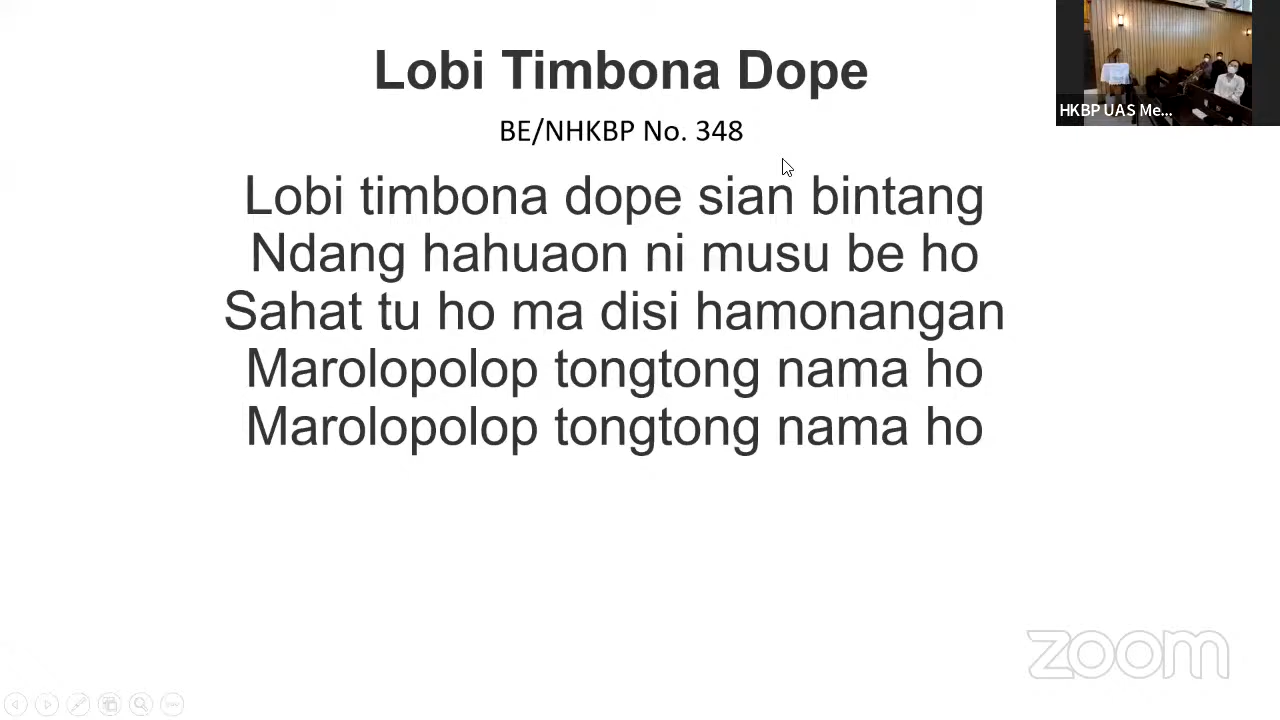 Lobi Timbona Dope
BE/NHKBP No. 348
Lobi timbona dope sian bintang
Ndang hahuaon ni musu be ho
Sahat tu ho ma disi hamonangan
Marolopolop tongtong nama ho
Marolopolop tongtong nama ho
HKBP UAS Me...
zoom